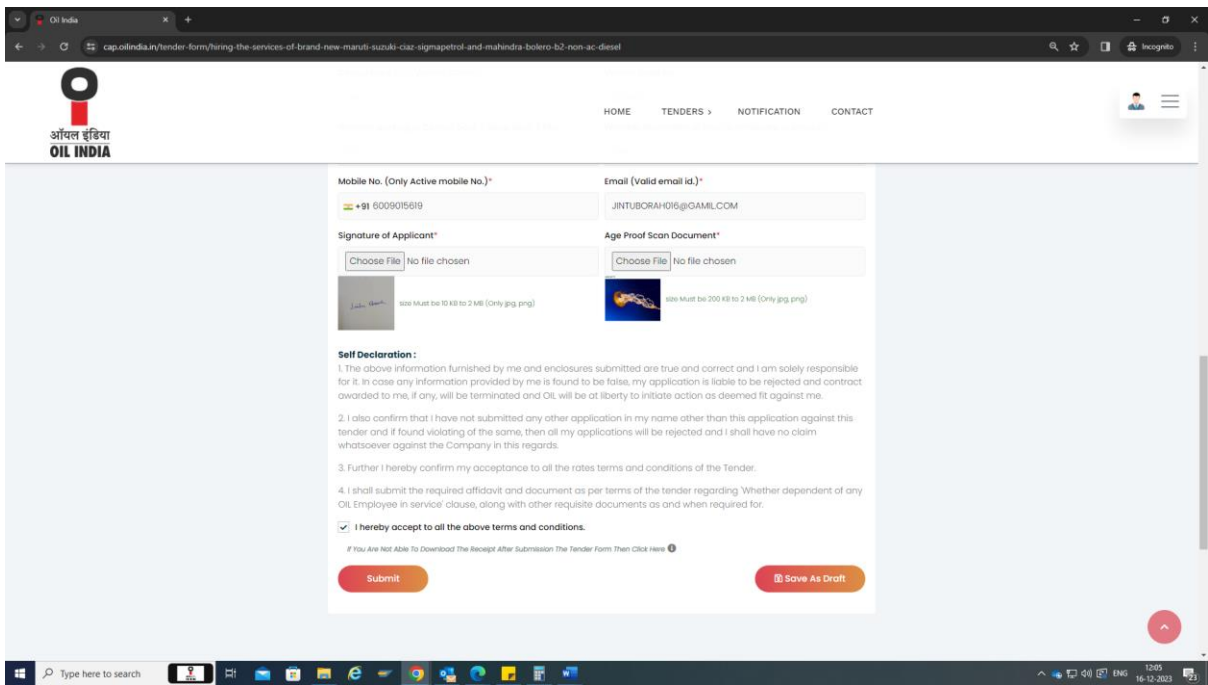 Oil India
cap.oilindia.in/tender-form/hiring-the-services-of-brand-new-maruti-suzuki-ciaz-sigmapetrol-and-mahindra-bolero-b2-non-ac-diesel
Incognito
ऑयल इंडिया
OIL INDIA
HOME TENDERS > NOTIFICATION CONTACT
Mobile No. (Only Active mobile No.)* Email (Valid email id.)*
+91 6009015619 JINTUBORAH016@GAMIL.COM
Signature of Applicant* Age Proof Scan Document*
Choose File No file chosen Choose File No file chosen
size Must be 10 KB to 2 MB (Only jpg, png) size Must be 200 KB to 2 MB (Only jpg, png)
Self Declaration :
1. The above information furnished by me and enclosures submitted are true and correct and I am solely responsible
for it. In case any information provided by me is found to be false, my application is liable to be rejected and contract
awarded to me, if any, will be terminated and OIL will be at liberty to initiate action as deemed fit against me.
2. I also confirm that I have not submitted any other application in my name other than this application against this
tender and if found violating of the same, then all my applications will be rejected and I shall have no claim
whatsoever against the Company in this regards.
3. Further I hereby confirm my acceptance to all the rates terms and conditions of the Tender.
4. I shall submit the required affidavit and document as per terms of the tender regarding 'Whether dependent of any
OIL Employee in service' clause, along with other requisite documents as and when required for.
I hereby accept to all the above terms and conditions.
If You Are Not Able To Download The Receipt After Submission The Tender Form Then Click Here
Submit Save As Draft
Type here to search
ENG
12:05
16-12-2023
23